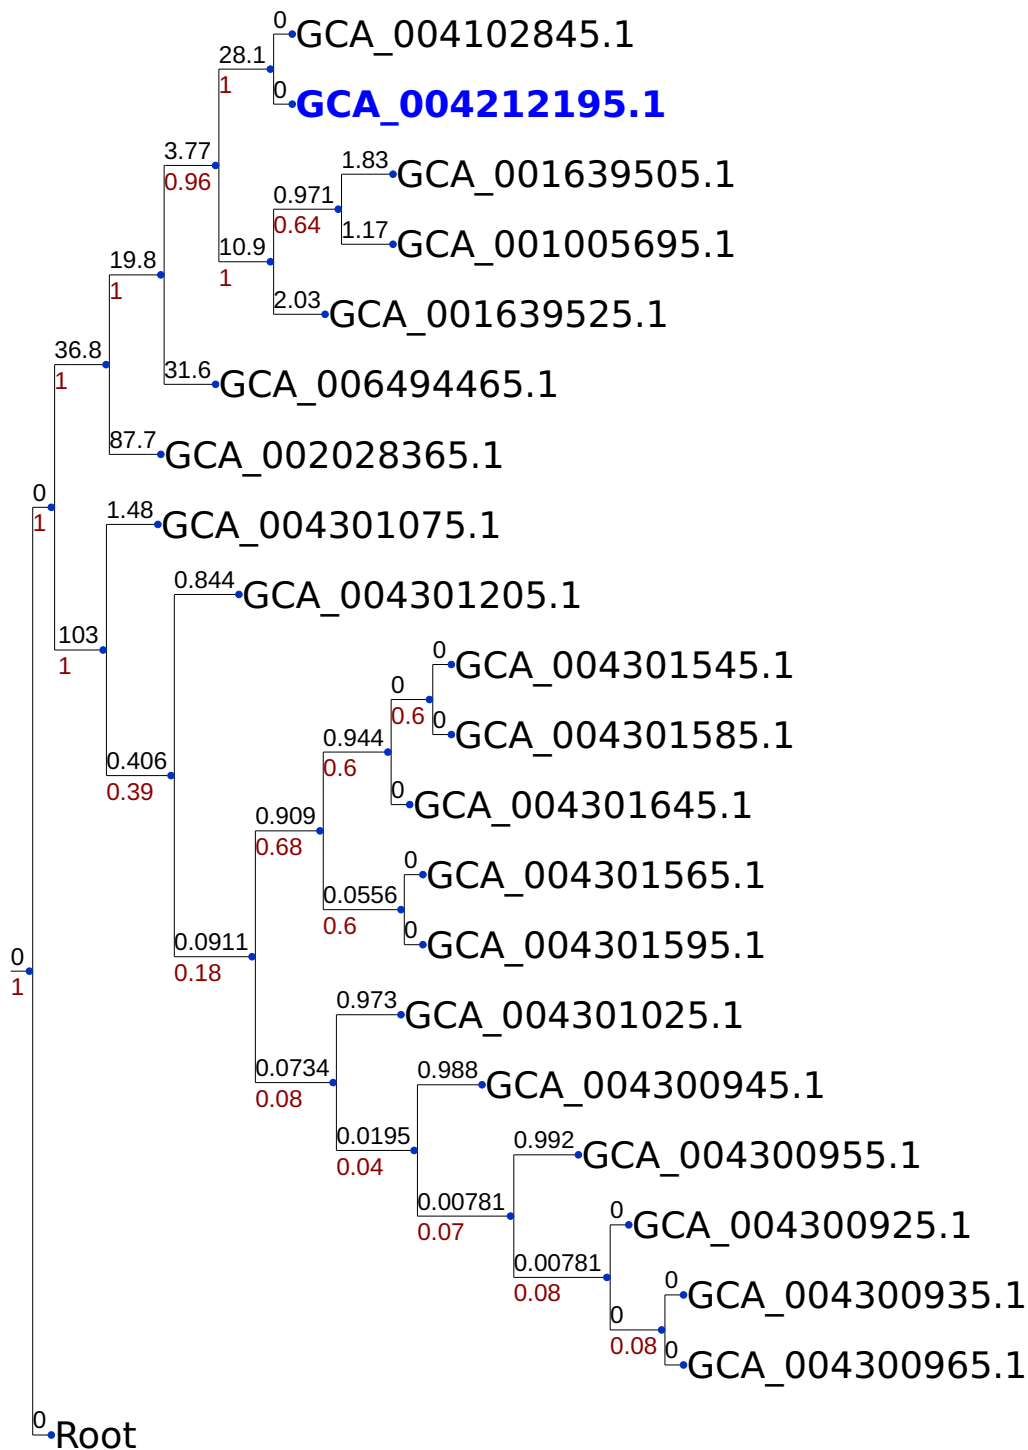 0
GCA_004102845.1
28.1
1
0
GCA_004212195.1
3.77
0.96
1.83
GCA_001639505.1
0.971
0.64
1.17
GCA_001005695.1
10.9
1
19.8
1
2.03
GCA_001639525.1
36.8
1
31.6
GCA_006494465.1
87.7
GCA_002028365.1
0
1
1.48
GCA_004301075.1
0.844
GCA_004301205.1
103
1
0
GCA_004301545.1
0
0.6
0
GCA_004301585.1
0.944
0.6
0.406
0.39
0
GCA_004301645.1
0.909
0.68
0
GCA_004301565.1
0.0556
0.6
0
GCA_004301595.1
0.0911
0.18
0
1
0.973
GCA_004301025.1
0.0734
0.08
0.988
GCA_004300945.1
0.0195
0.04
0.992
GCA_004300955.1
0.00781
0.07
0
GCA_004300925.1
0.00781
0.08
0
GCA_004300935.1
0
0.08
0
GCA_004300965.1
0
Root